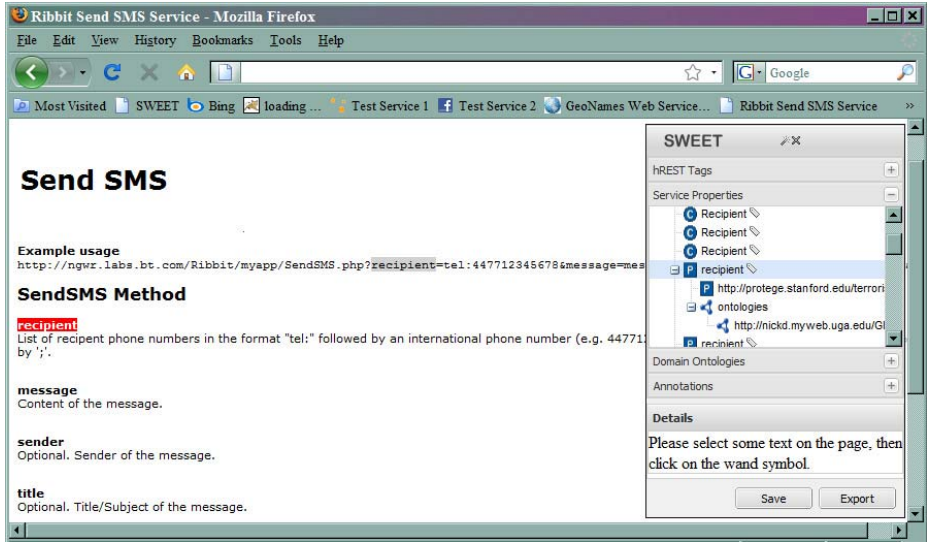 Ribbit Send SMS Service - Mozilla Firefox
File Edit View History Bookmarks Tools Help
G Google
Most Visited SWEET Bing loading ... Test Service 1 Test Service 2 GeoNames Web Service... Ribbit Send SMS Service »
Send SMS
Example usage
http://ngwr.labs.bt.com/Ribbit/myapp/SendSMS.php?recipient=tel:447712345678&message=mes
SendSMS Method
recipient
List of recipent phone numbers in the format "tel:" followed by an international phone number (e.g. 44771
by ';'.
message
Content of the message.
sender
Optional. Sender of the message.
title
Optional. Title/Subject of the message.
SWEET
hREST Tags
Service Properties
C Recipient
C Recipient
C Recipient
P recipient
P http://protege.stanford.edu/terrori
ontologies
http://nickd.myweb.uga.edu/Gl
P recipient
Domain Ontologies
Annotations
Details
Please select some text on the page, then
click on the wand symbol.
Save Export